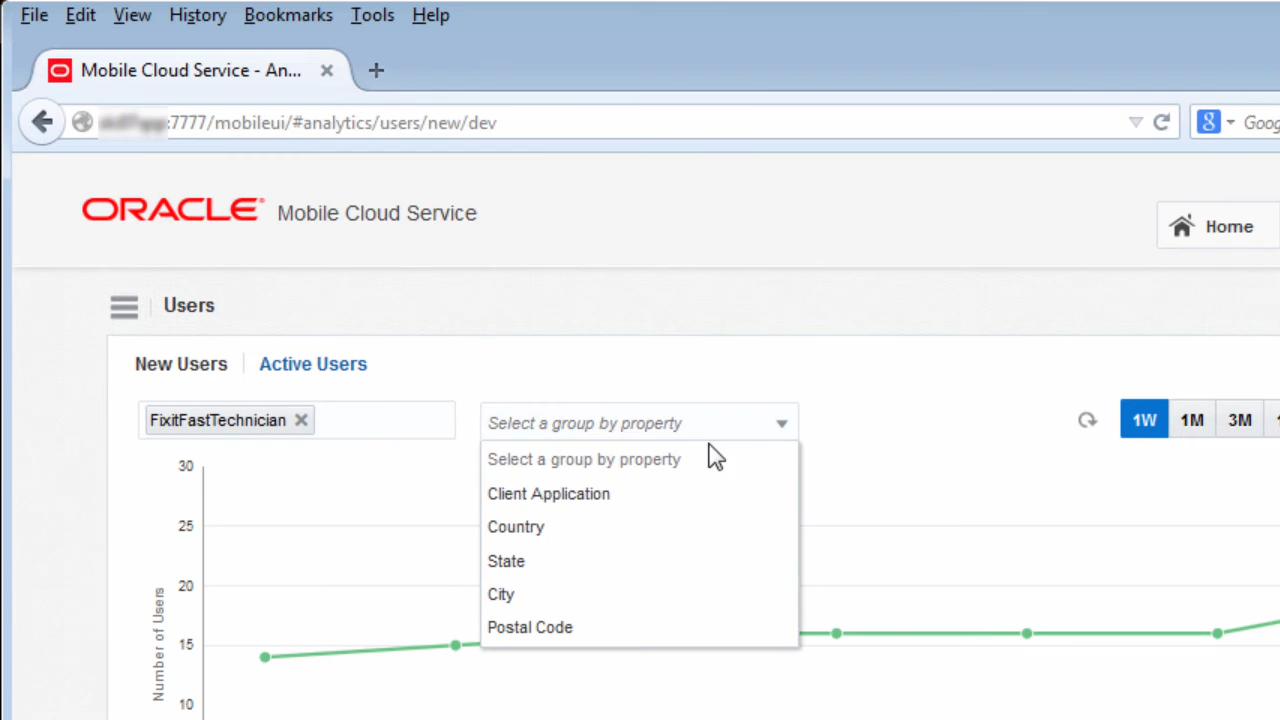 File Edit View History Bookmarks Tools Help
Mobile Cloud Service - An...
:7777/mobileui/#analytics/users/new/dev
Goog
ORACLE Mobile Cloud Service
Home
Users
New Users Active Users
FixitFastTechnician Select a group by property 1W 1M 3M
Select a group by property
Client Application
Country
State
City
Postal Code
30
25
20
15
10
Number of Users